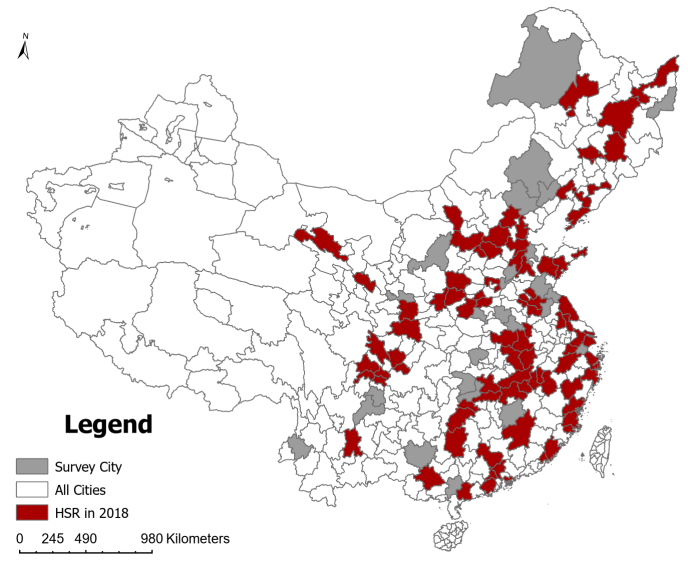 N
Legend
Survey City
All Cities
HSR in 2018
0 245 490 980 Kilometers